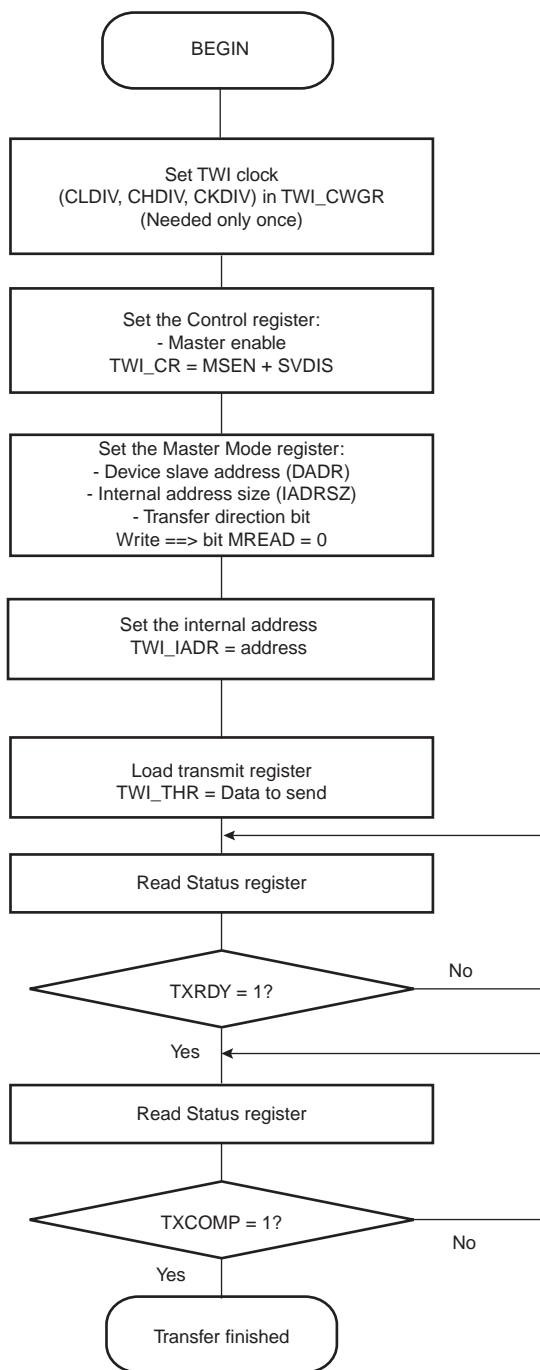 BEGIN
Set TWI clock
(CLDIV, CHDIV, CKDIV) in TWI_CWGR
(Needed only once)
Set the Control register:
- Master enable
TWI_CR = MSEN + SVDIS
Set the Master Mode register:
- Device slave address (DADR)
- Internal address size (IADRSZ)
- Transfer direction bit
Write ==> bit MREAD = 0
Set the internal address
TWI_IADR = address
Load transmit register
TWI_THR = Data to send
Read Status register
TXRDY = 1?
No
Yes
Read Status register
TXCOMP = 1?
No
Yes
Transfer finished